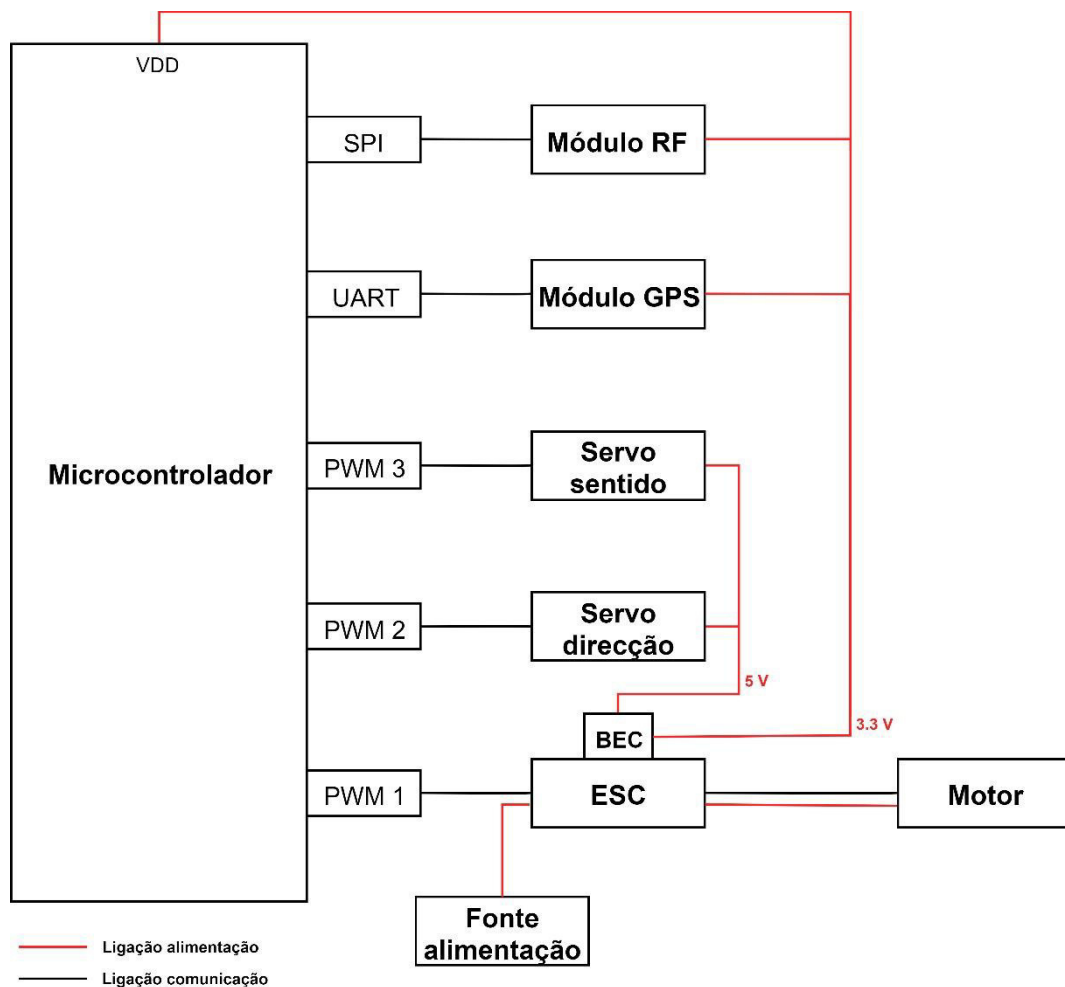 VDD
SPI
Módulo RF
UART
Módulo GPS
Microcontrolador
PWM 3
Servo
sentido
PWM 2
Servo
direcção
5 V
3.3 V
BEC
PWM 1
ESC
Motor
Fonte
alimentação
Ligação alimentação
Ligação comunicação